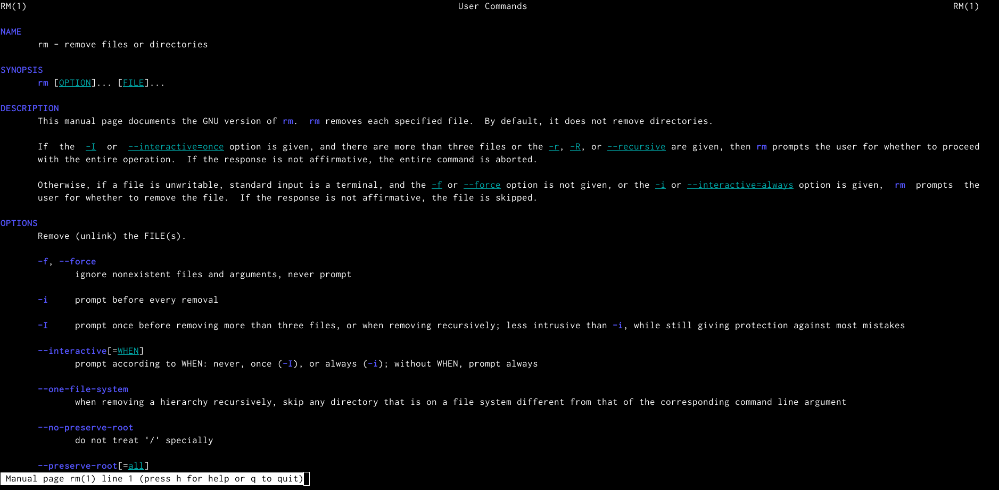 RM(1) User Commands RM(1)
NAME
rm - remove files or directories
SYNOPSIS
rm [OPTION]... [FILE]...
DESCRIPTION
This manual page documents the GNU version of rm.  rm removes each specified file.  By default, it does not remove directories.
If  the  -I  or  --interactive=once option is given, and there are more than three files or the -r, -R, or --recursive are given, then rm prompts the user for whether to proceed
with the entire operation.  If the response is not affirmative, the entire command is aborted.
Otherwise, if a file is unwritable, standard input is a terminal, and the -f or --force option is not given, or the -i or --interactive=always option is given,  rm  prompts  the
user for whether to remove the file.  If the response is not affirmative, the file is skipped.
OPTIONS
Remove (unlink) the FILE(s).
-f, --force
ignore nonexistent files and arguments, never prompt
-i     prompt before every removal
-I     prompt once before removing more than three files, or when removing recursively; less intrusive than -i, while still giving protection against most mistakes
--interactive[=WHEN]
prompt according to WHEN: never, once (-I), or always (-i); without WHEN, prompt always
--one-file-system
when removing a hierarchy recursively, skip any directory that is on a file system different from that of the corresponding command line argument
--no-preserve-root
do not treat '/' specially
--preserve-root[=all]
Manual page rm(1) line 1 (press h for help or q to quit)